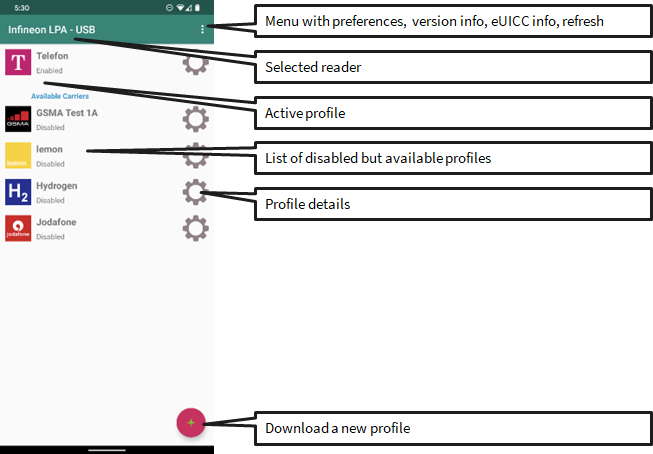 5:30
Infineon LPA - USB
T
Telefon
Enabled
Available Carriers
GSMA
GSMA Test 1A
Disabled
lemon
lemon
Disabled
H2
Hydrogen
Disabled
Jodafone
Jodafone
Disabled
Menu with preferences, version info, eUICC info, refresh
Selected reader
Active profile
List of disabled but available profiles
Profile details
Download a new profile